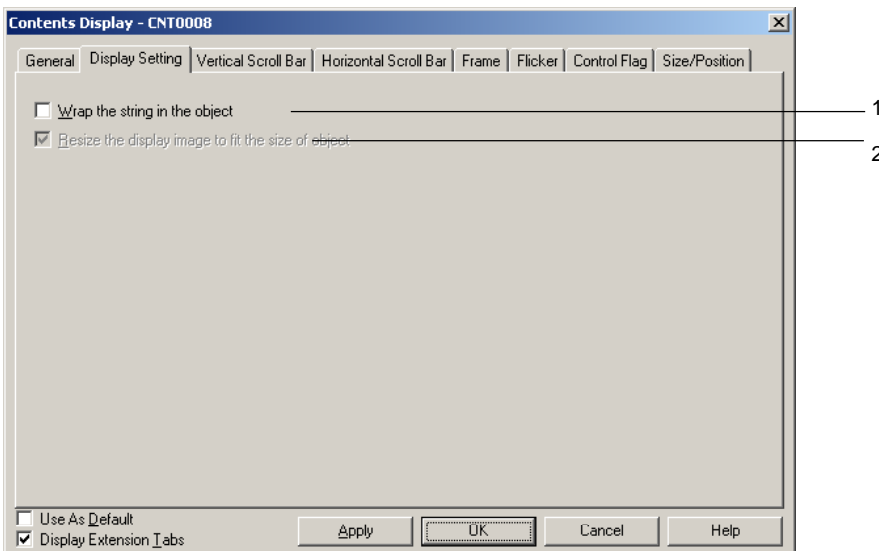 Contents Display - CNT0008
General Display Setting Vertical Scroll Bar Horizontal Scroll Bar Frame Flicker Control Flag Size/Position
Wrap the string in the object 1
Resize the display image to fit the size of object
2
Use As Default
Display Extension Tabs
Apply OK Cancel Help